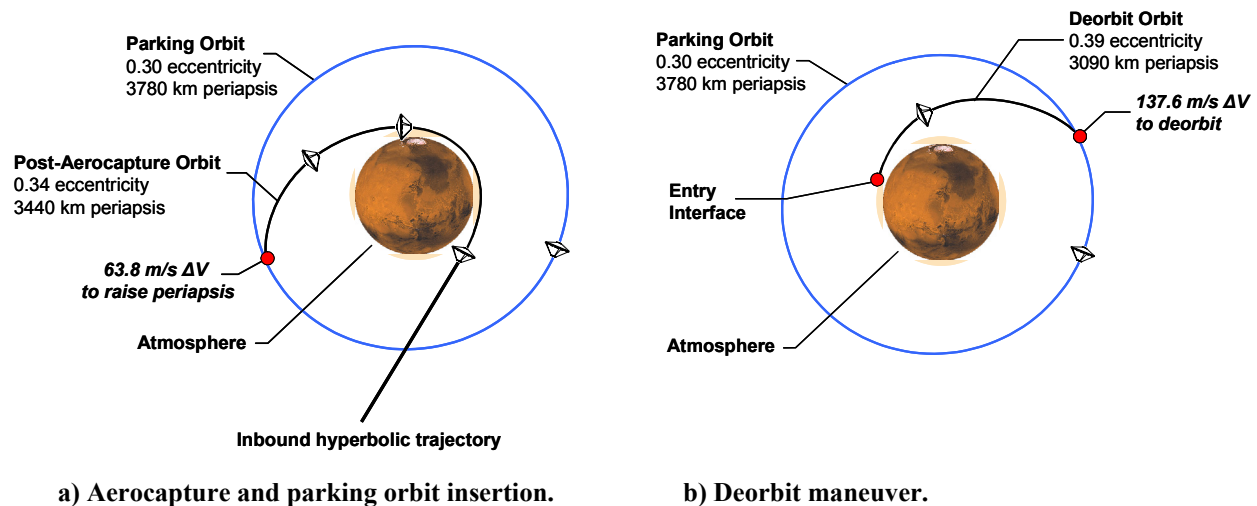 Parking Orbit
0.30 eccentricity
3780 km periapsis
Post-Aerocapture Orbit
0.34 eccentricity
3440 km periapsis
63.8 m/s ΔV
to raise periapsis
Atmosphere
Inbound hyperbolic trajectory
a) Aerocapture and parking orbit insertion.
Deorbit Orbit
0.39 eccentricity
3090 km periapsis
Parking Orbit
0.30 eccentricity
3780 km periapsis
137.6 m/s ΔV
to deorbit
Entry
Interface
Atmosphere
b) Deorbit maneuver.